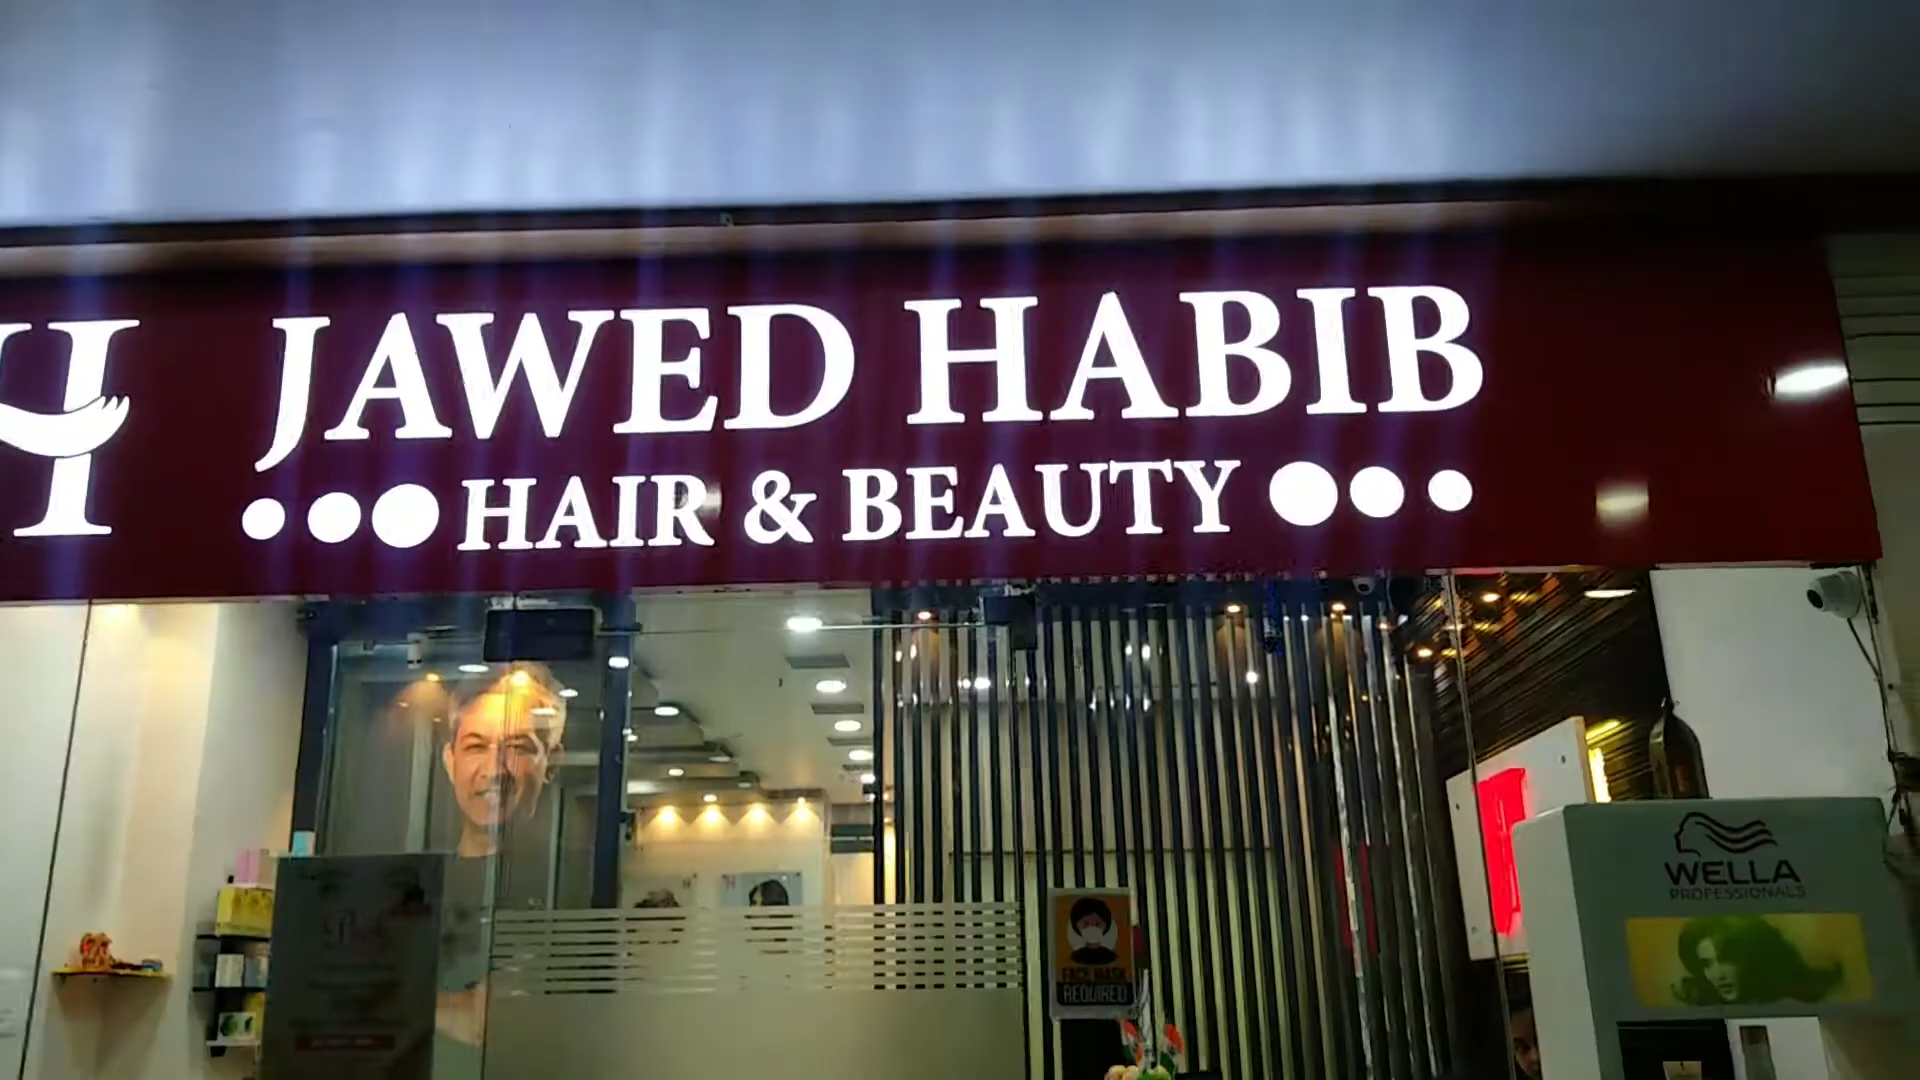 H JAWED HABIB
HAIR & BEAUTY
WELLA
PROFESSIONALS
FACE MASK
REQUIRED